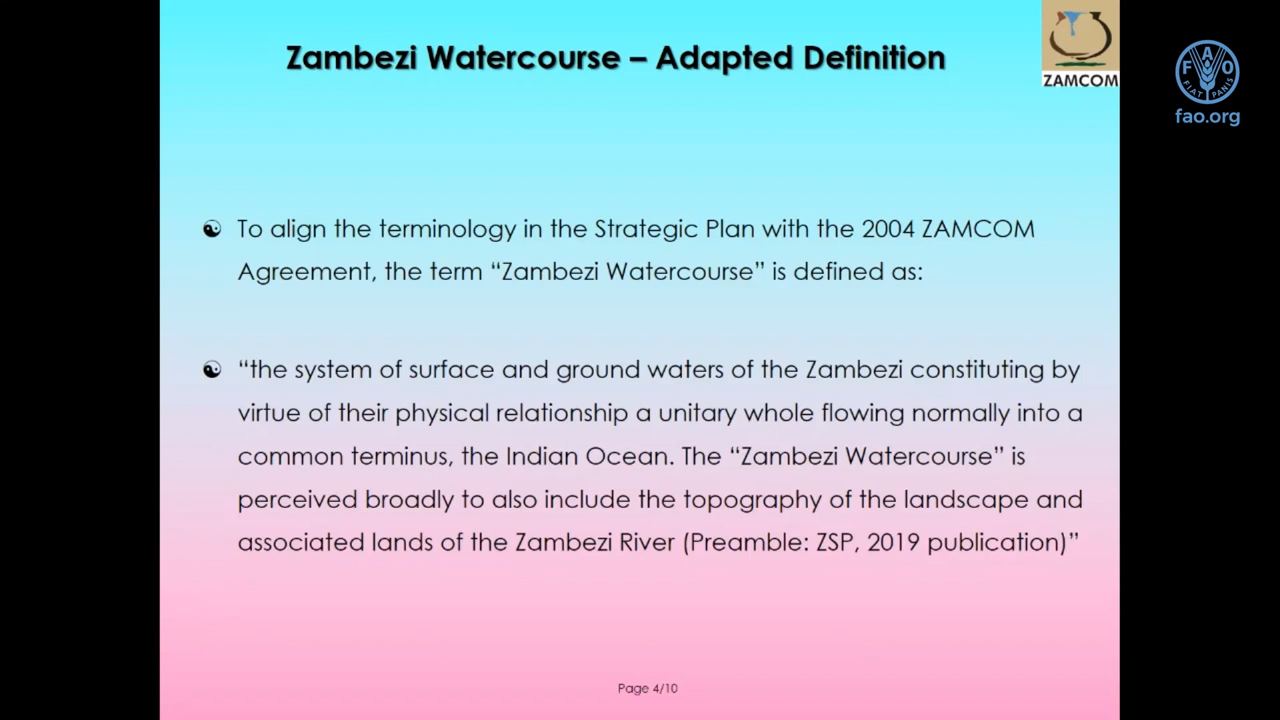 Zambezi Watercourse – Adapted Definition
ZAMCOM
F A O
FIAT PANIS
fao.org
To align the terminology in the Strategic Plan with the 2004 ZAMCOM
Agreement, the term “Zambezi Watercourse” is defined as:
“the system of surface and ground waters of the Zambezi constituting by
virtue of their physical relationship a unitary whole flowing normally into a
common terminus, the Indian Ocean. The “Zambezi Watercourse” is
perceived broadly to also include the topography of the landscape and
associated lands of the Zambezi River (Preamble: ZSP, 2019 publication)”
Page 4/10